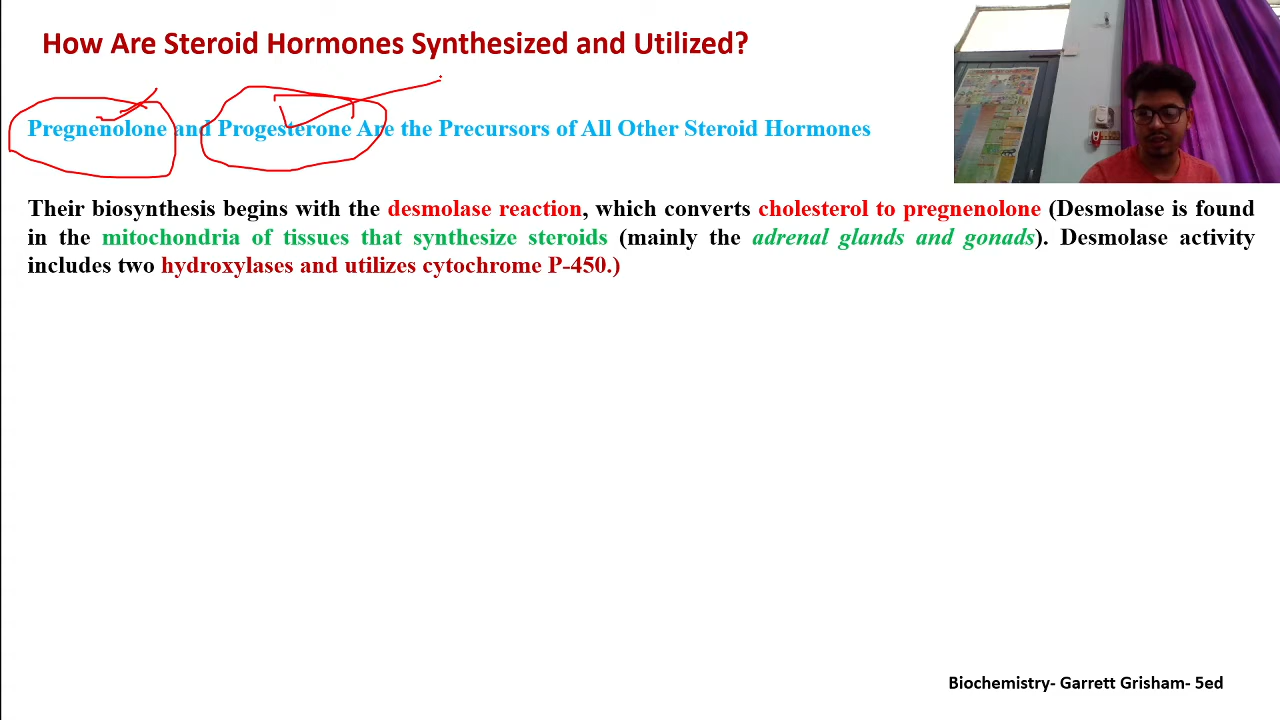 How Are Steroid Hormones Synthesized and Utilized?
Pregnenolone and Progesterone Are the Precursors of All Other Steroid Hormones
Their biosynthesis begins with the desmolase reaction, which converts cholesterol to pregnenolone (Desmolase is found
in the mitochondria of tissues that synthesize steroids (mainly the adrenal glands and gonads). Desmolase activity
includes two hydroxylases and utilizes cytochrome P-450.)
Biochemistry- Garrett Grisham- 5ed